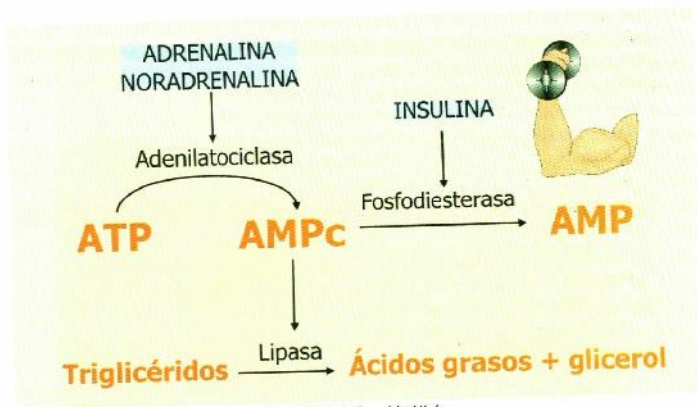 ADRENALINA
NORADRENALINA
INSULINA
Adenilatociclasa
Fosfodiesterasa
ATP
AMPc
AMP
Lipasa
Triglicéridos
Ácidos grasos + glicerol